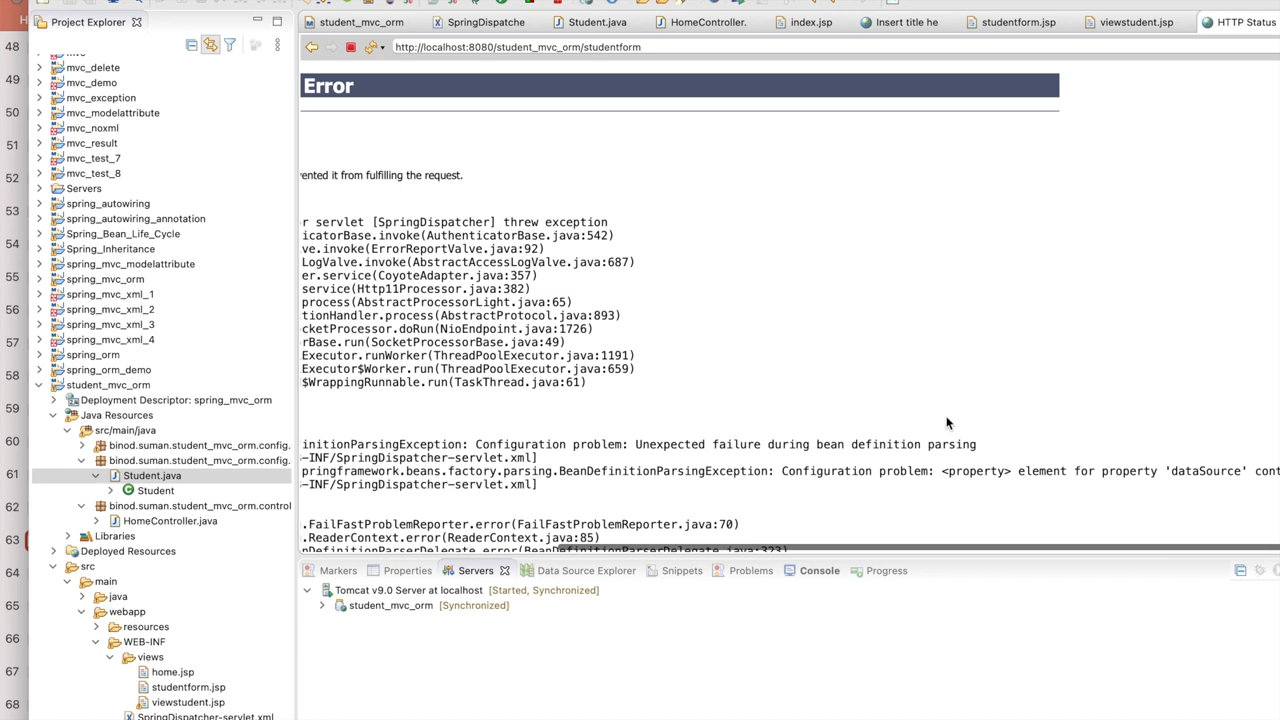 Project Explorer
student_mvc_orm
SpringDispatche
Student.java
HomeController.
index.jsp
Insert title he
studentform.jsp
viewstudent.jsp
HTTP Status
http://localhost:8080/student_mvc_orm/studentform
48
49
50
51
52
53
54
55
56
57
58
59
60
61
62
63
64
65
66
67
68
mvc_delete
mvc_demo
mvc_exception
mvc_modelattribute
mvc_noxml
mvc_result
mvc_test_7
mvc_test_8
Servers
spring_autowiring
spring_autowiring_annotation
Spring_Bean_Life_Cycle
Spring_Inheritance
spring_mvc_modelattribute
spring_mvc_orm
spring_mvc_xml_1
spring_mvc_xml_2
spring_mvc_xml_3
spring_mvc_xml_4
spring_orm
spring_orm_demo
student_mvc_orm
Deployment Descriptor: spring_mvc_orm
Java Resources
src/main/java
binod.suman.student_mvc_orm.config.
binod.suman.student_mvc_orm.config.
Student.java
Student
binod.suman.student_mvc_orm.control
HomeController.java
Libraries
Deployed Resources
src
main
java
webapp
resources
WEB-INF
views
home.jsp
studentform.jsp
viewstudent.jsp
SpringDispatcher-servlet.xml
Error
ented it from fulfilling the request.
r servlet [SpringDispatcher] threw exception
icatorBase.invoke(AuthenticatorBase.java:542)
ve.invoke(ErrorReportValve.java:92)
LogValve.invoke(AbstractAccessLogValve.java:687)
er.service(CoyoteAdapter.java:357)
service(Http11Processor.java:382)
process(AbstractProcessorLight.java:65)
tionHandler.process(AbstractProtocol.java:893)
cketProcessor.doRun(NioEndpoint.java:1726)
rBase.run(SocketProcessorBase.java:49)
Executor.runWorker(ThreadPoolExecutor.java:1191)
Executor$Worker.run(ThreadPoolExecutor.java:659)
$WrappingRunnable.run(TaskThread.java:61)
initionParsingException: Configuration problem: Unexpected failure during bean definition parsing
-INF/SpringDispatcher-servlet.xml]
pringframework.beans.factory.parsing.BeanDefinitionParsingException: Configuration problem: <property> element for property 'dataSource' cont
-INF/SpringDispatcher-servlet.xml]
.FailFastProblemReporter.error(FailFastProblemReporter.java:70)
.ReaderContext.error(ReaderContext.java:85)
nDefinitionParserDelegate.error(BeanDefinitionParserDelegate.java:323)
Markers
Properties
Servers
Data Source Explorer
Snippets
Problems
Console
Progress
Tomcat v9.0 Server at localhost [Started, Synchronized]
student_mvc_orm [Synchronized]